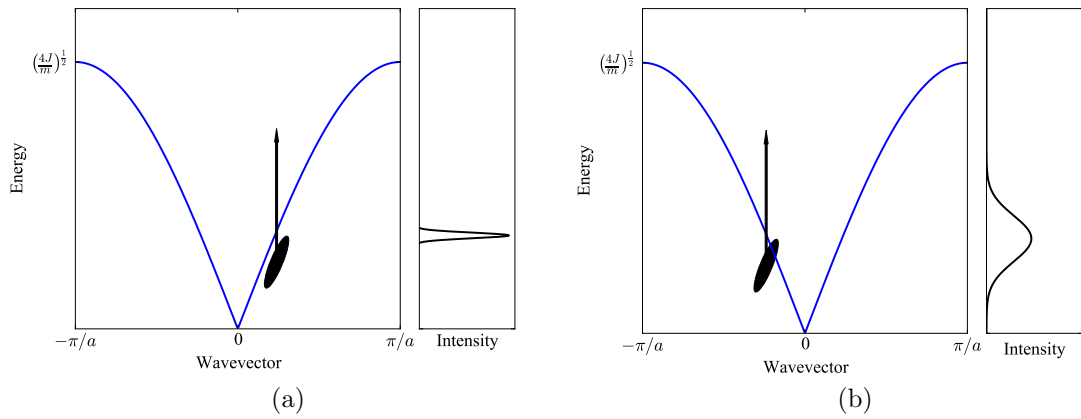 (4J/m)^1/2
Energy
−π/a
0
π/a
Wavevector
Intensity
(a)
(4J/m)^1/2
Energy
−π/a
0
π/a
Wavevector
Intensity
(b)